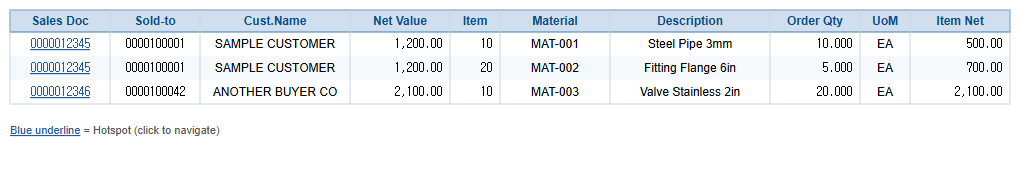 Sales Doc Sold-to Cust.Name Net Value Item Material Description Order Qty UoM Item Net
0000012345 0000100001 SAMPLE CUSTOMER 1,200.00 10 MAT-001 Steel Pipe 3mm 10.000 EA 500.00
0000012345 0000100001 SAMPLE CUSTOMER 1,200.00 20 MAT-002 Fitting Flange 6in 5.000 EA 700.00
0000012346 0000100042 ANOTHER BUYER CO 2,100.00 10 MAT-003 Valve Stainless 2in 20.000 EA 2,100.00
Blue underline = Hotspot (click to navigate)